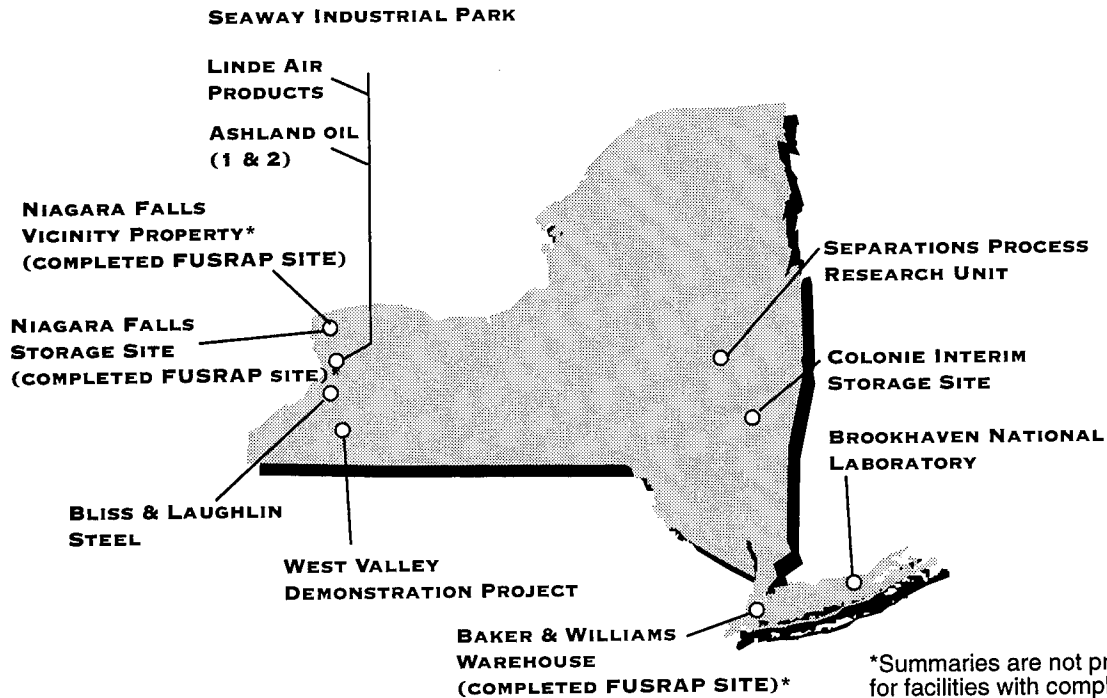 SEAWAY INDUSTRIAL PARK
LINDE AIR
PRODUCTS
ASHLAND OIL
(1 & 2)
NIAGARA FALLS
VICINITY PROPERTY*
(COMPLETED FUSRAP SITE)
NIAGARA FALLS
STORAGE SITE
(COMPLETED FUSRAP SITE)*
BLISS & LAUGHLIN
STEEL
WEST VALLEY
DEMONSTRATION PROJECT
BAKER & WILLIAMS
WAREHOUSE
(COMPLETED FUSRAP SITE)*
SEPARATIONS PROCESS
RESEARCH UNIT
COLONIE INTERIM
STORAGE SITE
BROOKHAVEN NATIONAL
LABORATORY
*Summaries are not
for facilities with